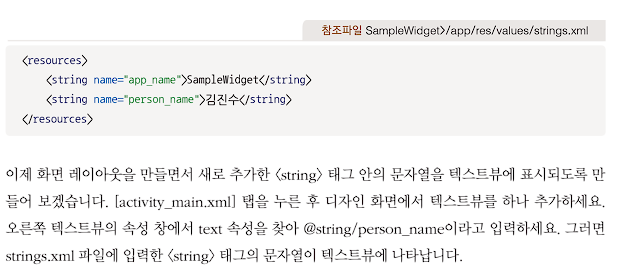 참조파일 SampleWidget>/app/res/values/strings.xml
<resources>
    <string name="app_name">SampleWidget</string>
    <string name="person_name">김진수</string>
</resources>
이제 화면 레이아웃을 만들면서 새로 추가한 <string> 태그 안의 문자열을 텍스트뷰에 표시되도록 만
들어 보겠습니다. [activity_main.xml] 탭을 누른 후 디자인 화면에서 텍스트뷰를 하나 추가하세요.
오른쪽 텍스트뷰의 속성 창에서 text 속성을 찾아 @string/person_name이라고 입력하세요. 그러면
strings.xml 파일에 입력한 <string> 태그의 문자열이 텍스트뷰에 나타납니다.